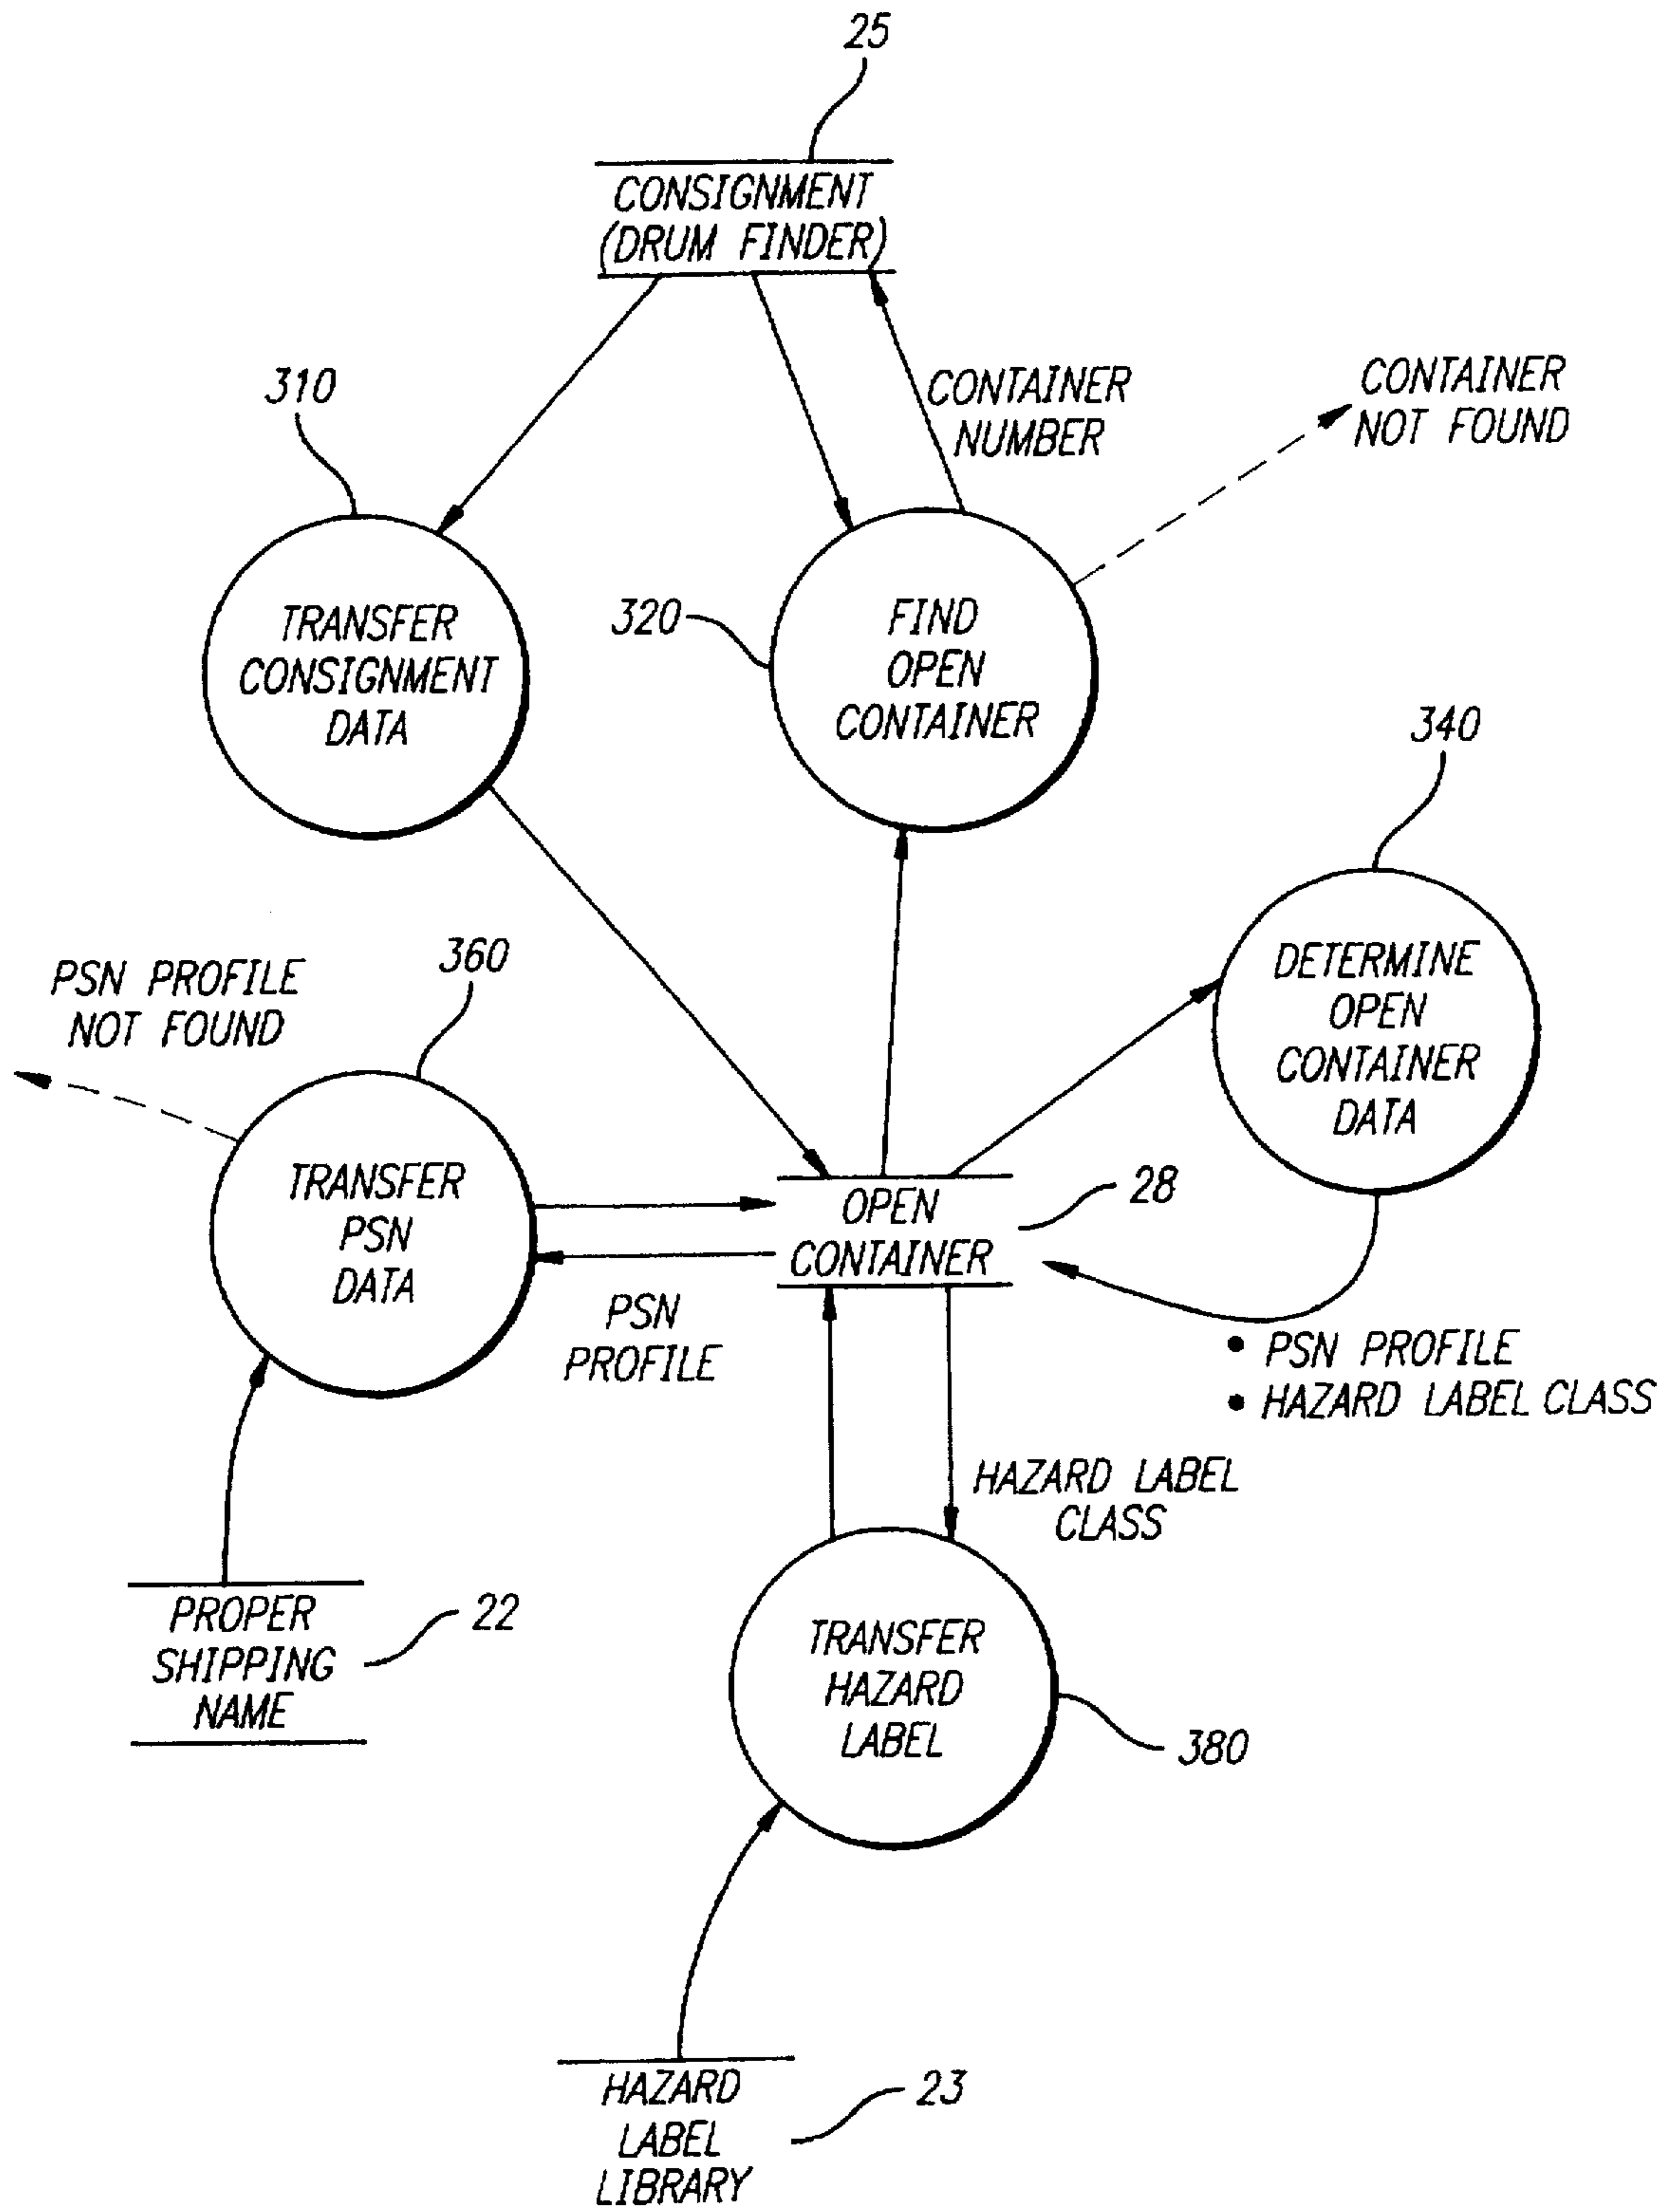 25
CONSIGNMENT
(DRUM FINDER)
310
CONTAINER
NUMBER
CONTAINER
NOT FOUND
TRANSFER
CONSIGNMENT
DATA
320
FIND
OPEN
CONTAINER
340
DETERMINE
OPEN
CONTAINER
DATA
PSN PROFILE
NOT FOUND
360
TRANSFER
PSN
DATA
OPEN
CONTAINER
28
PSN
PROFILE
• PSN PROFILE
• HAZARD LABEL CLASS
HAZARD LABEL
CLASS
PROPER
SHIPPING
NAME
22
TRANSFER
HAZARD
LABEL
380
HAZARD
LABEL
LIBRARY
23